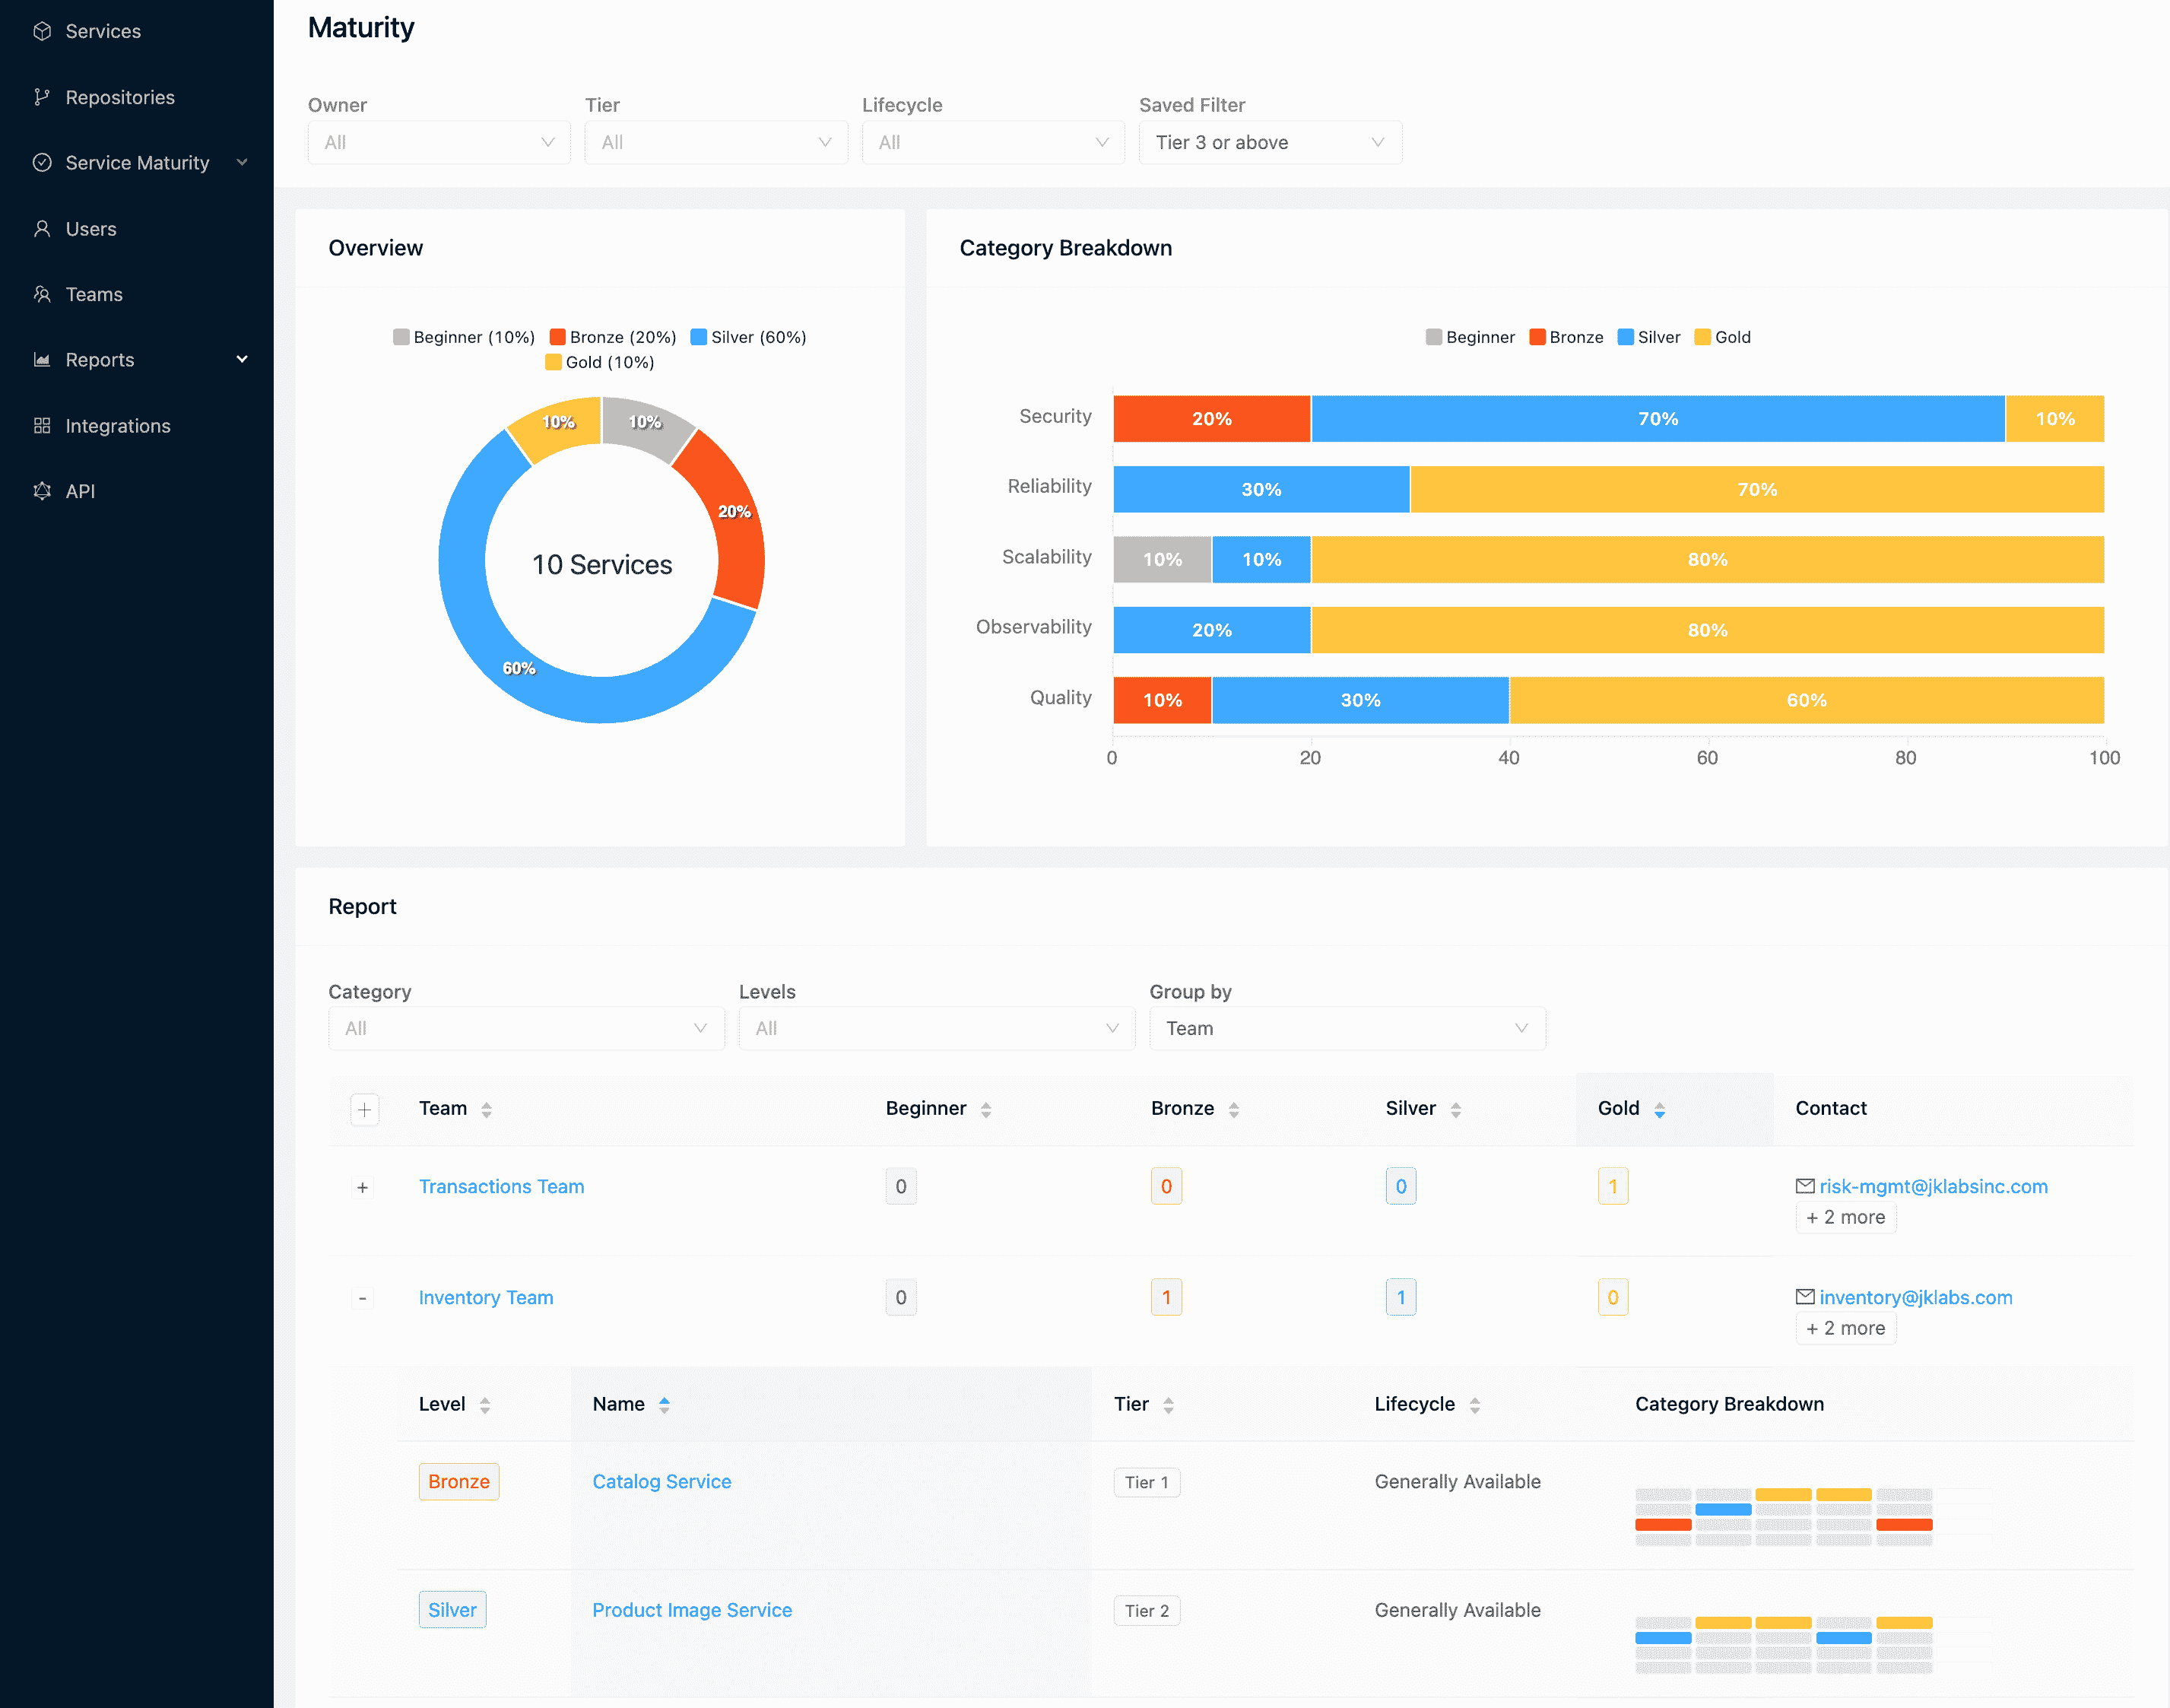 Services
Repositories
Service Maturity
Users
Teams
Reports
Integrations
API
Maturity
Owner Tier Lifecycle Saved Filter
All All All Tier 3 or above
Overview
Beginner (10%) Bronze (20%) Silver (60%)
Gold (10%)
10% 10%
20%
10 Services
60%
Category Breakdown
Beginner Bronze Silver Gold
Security 20% 70% 10%
Reliability 30% 70%
Scalability 10% 10% 80%
Observability 20% 80%
Quality 10% 30% 60%
0 20 40 60 80 100
Report
Category Levels Group by
All All Team
+ Team Beginner Bronze Silver Gold Contact
+ Transactions Team 0 0 0 1 risk-mgmt@jklabsinc.com
+ 2 more
- Inventory Team 0 1 1 0 inventory@jklabs.com
+ 2 more
Level Name Tier Lifecycle Category Breakdown
Bronze Catalog Service Tier 1 Generally Available
Silver Product Image Service Tier 2 Generally Available